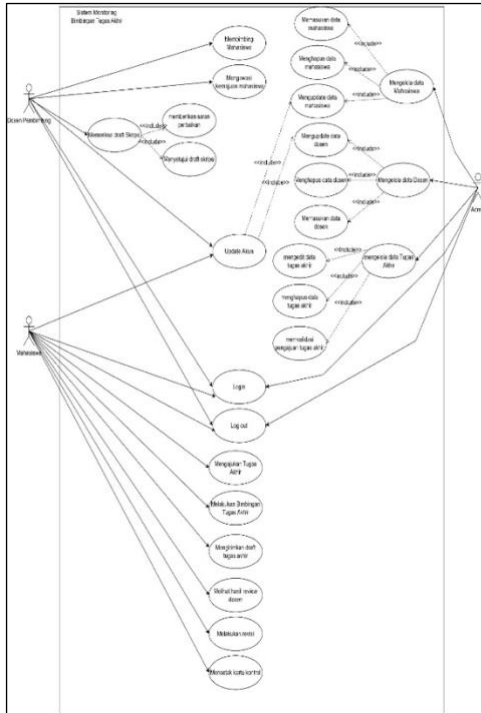 Sistem Monitoring
Bimbingan Tugas Akhir
Membimbingi
Mahasiswa
Mengawasi
kemajuan mahasiswa
Dosen Pembimbing
Memeriksa draft Skripsi
<<include>>
<<include>>
memberikan saran
perbaikan
Menyetujui draft skripsi
Memasukan data
mahasiswa
Menghapus data
mahasiswa
Mengupdate data
mahasiswa
<<include>>
<<include>>
<<include>>
Mengelola data
Mahasiswa
Mengupdate data
dosen
Menghapus data dosen
Memasukan data
dosen
<<include>>
<<include>>
<<include>>
Mengelola data Dosen
<<include>>
<<include>>
Update Akun
mengedit data
tugas akhir
menghapus data
tugas akhir
memvalidasi
pengajuan tugas akhir
<<include>>
<<include>>
<<include>>
mengelola data Tugas
Akhir
Mahasiswa
Login
Log out
Mengajukan Tugas
Akhir
Melakukan Bimbingan
Tugas Akhir
Mengirimkan draft
tugas akhir
Melihat hasil review
dosen
Melakukan revisi
Mencetak kartu kontrol